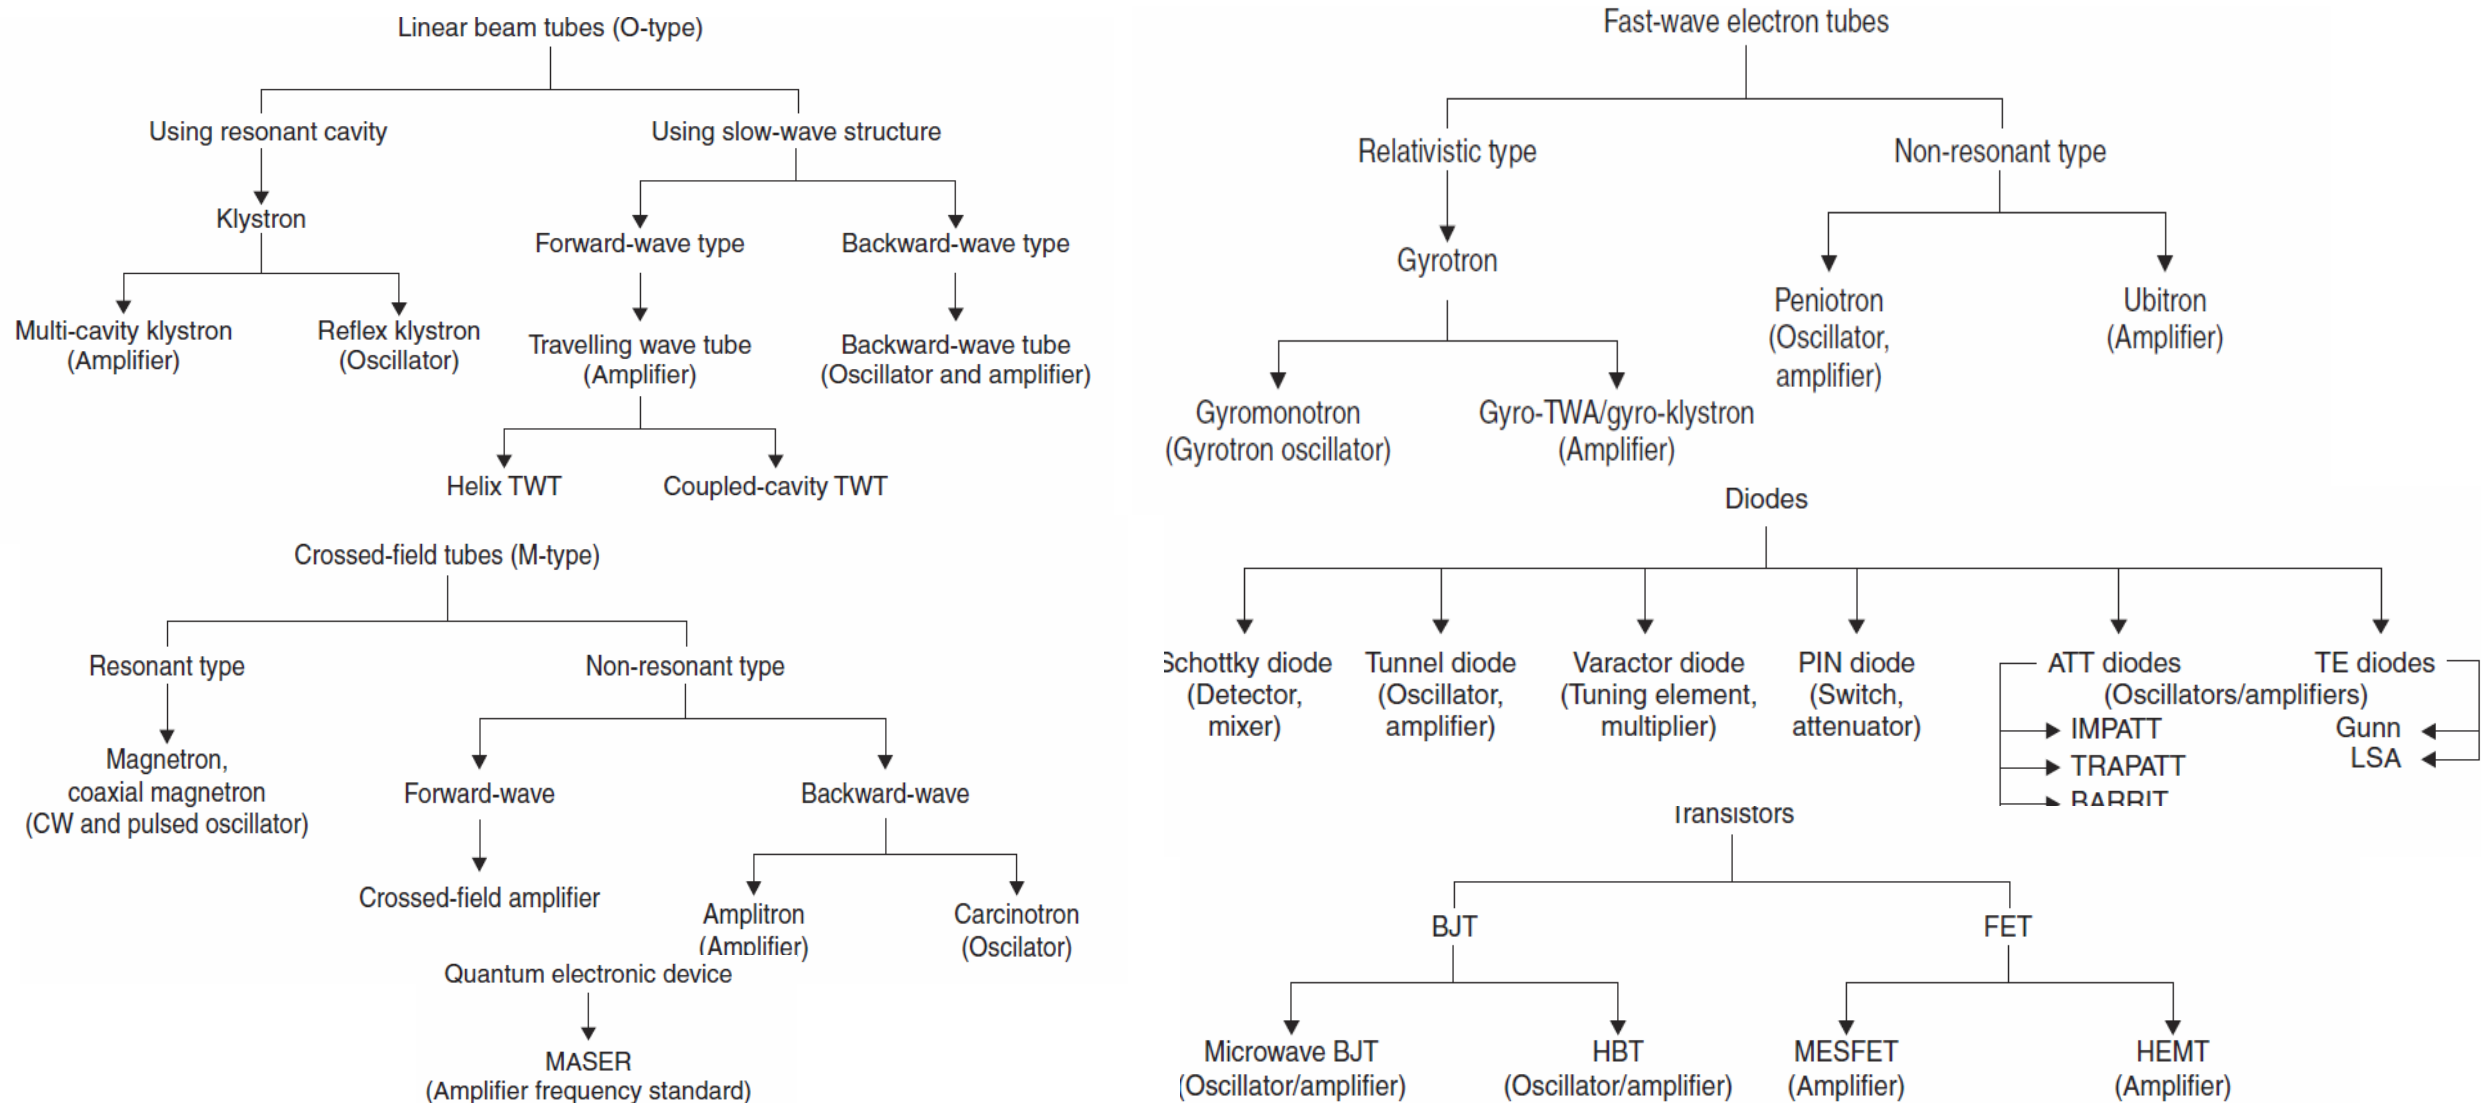 Linear beam tubes (O-type)
Using resonant cavity
Using slow-wave structure
Klystron
Forward-wave type
Backward-wave type
Multi-cavity klystron
(Amplifier)
Reflex klystron
(Oscillator)
Travelling wave tube
(Amplifier)
Backward-wave tube
(Oscillator and amplifier)
Helix TWT
Coupled-cavity TWT
Crossed-field tubes (M-type)
Resonant type
Non-resonant type
Magnetron,
coaxial magnetron
(CW and pulsed oscillator)
Forward-wave
Backward-wave
Crossed-field amplifier
Amplitron
(Amplifier)
Carcinotron
(Oscilator)
Quantum electronic device
MASER
(Amplifier frequency standard)
Fast-wave electron tubes
Relativistic type
Non-resonant type
Gyrotron
Peniotron
(Oscillator,
amplifier)
Ubitron
(Amplifier)
Gyromonotron
(Gyrotron oscillator)
Gyro-TWA/gyro-klystron
(Amplifier)
Diodes
Schottky diode
(Detector,
mixer)
Tunnel diode
(Oscillator,
amplifier)
Varactor diode
(Tuning element,
multiplier)
PIN diode
(Switch,
attenuator)
ATT diodes
(Oscillators/amplifiers)
IMPATT
TRAPATT
BARRIT
TE diodes
Gunn
LSA
Transistors
BJT
FET
Microwave BJT
(Oscillator/amplifier)
HBT
(Oscillator/amplifier)
MESFET
(Amplifier)
HEMT
(Amplifier)